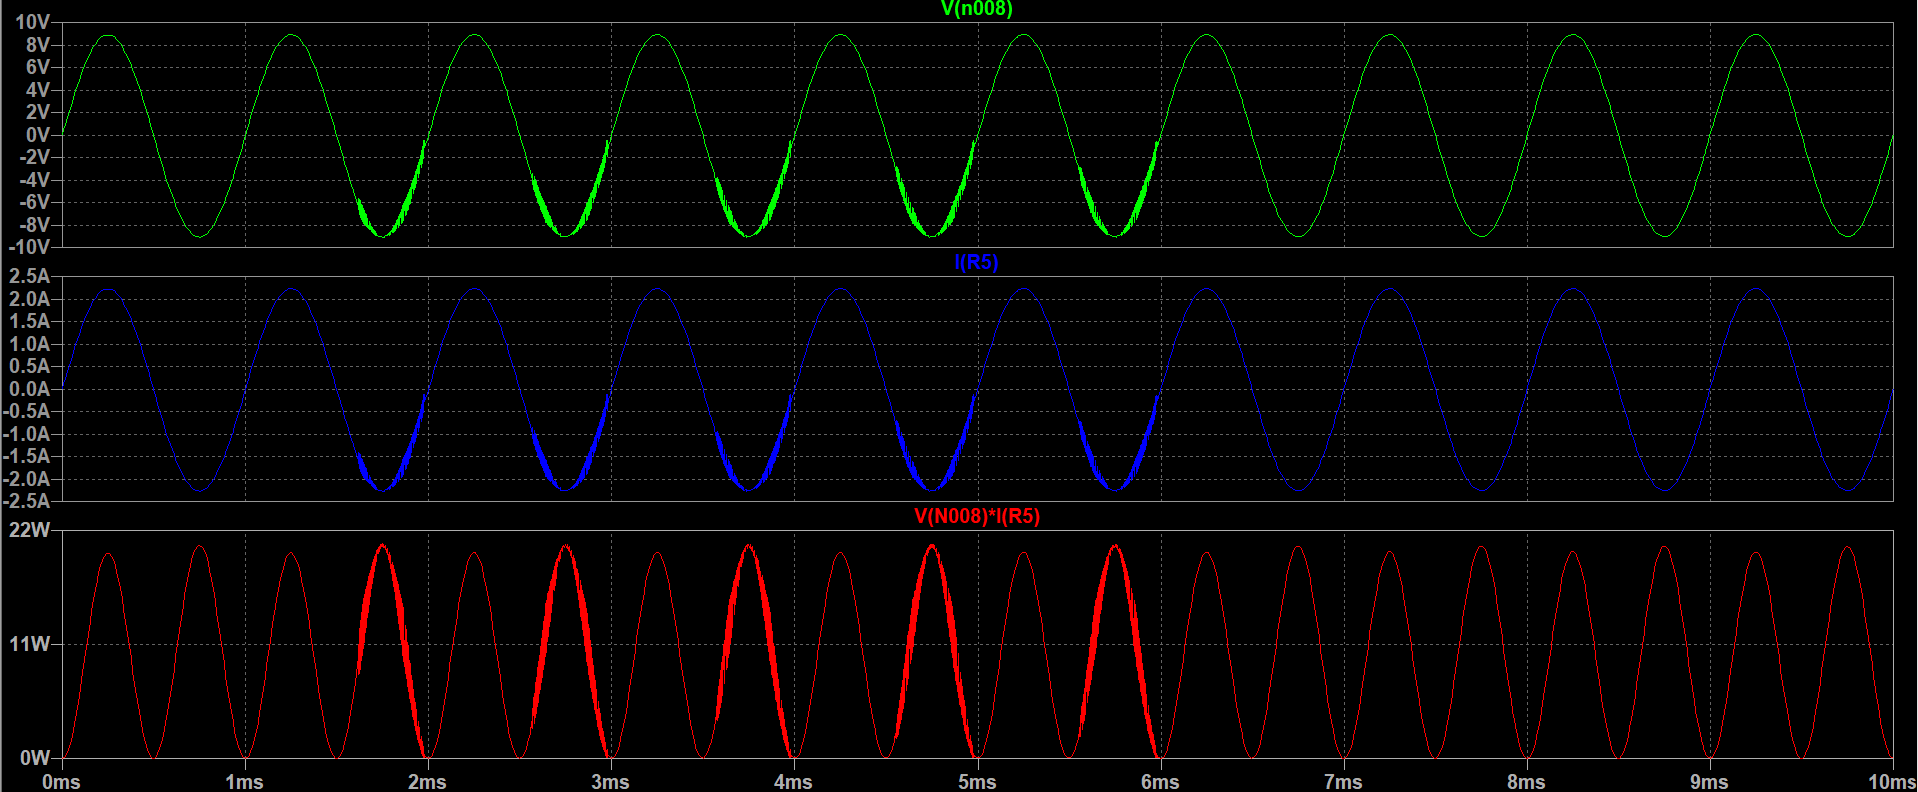 V(n008)
10V
8V
6V
4V
2V
0V
-2V
-4V
-6V
-8V
-10V
I(R5)
2.5A
2.0A
1.5A
1.0A
0.5A
0.0A
-0.5A
-1.0A
-1.5A
-2.0A
-2.5A
V(N008)*I(R5)
22W
11W
0W
0ms 1ms 2ms 3ms 4ms 5ms 6ms 7ms 8ms 9ms 10ms